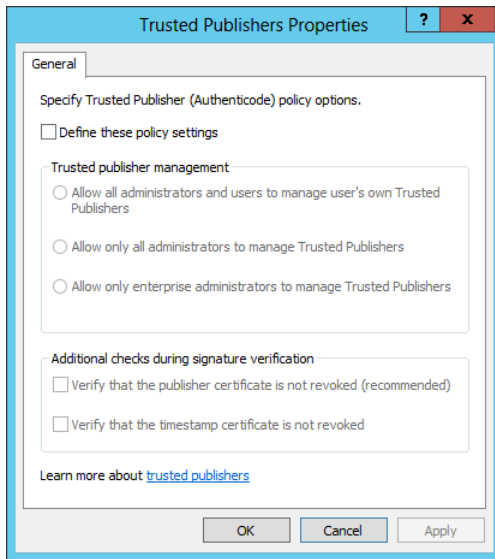 Trusted Publishers Properties
?
x
General
Specify Trusted Publisher (Authenticode) policy options.
Define these policy settings
Trusted publisher management
Allow all administrators and users to manage user's own Trusted
Publishers
Allow only all administrators to manage Trusted Publishers
Allow only enterprise administrators to manage Trusted Publishers
Additional checks during signature verification
Verify that the publisher certificate is not revoked (recommended)
Verify that the timestamp certificate is not revoked
Learn more about trusted publishers
OK Cancel Apply